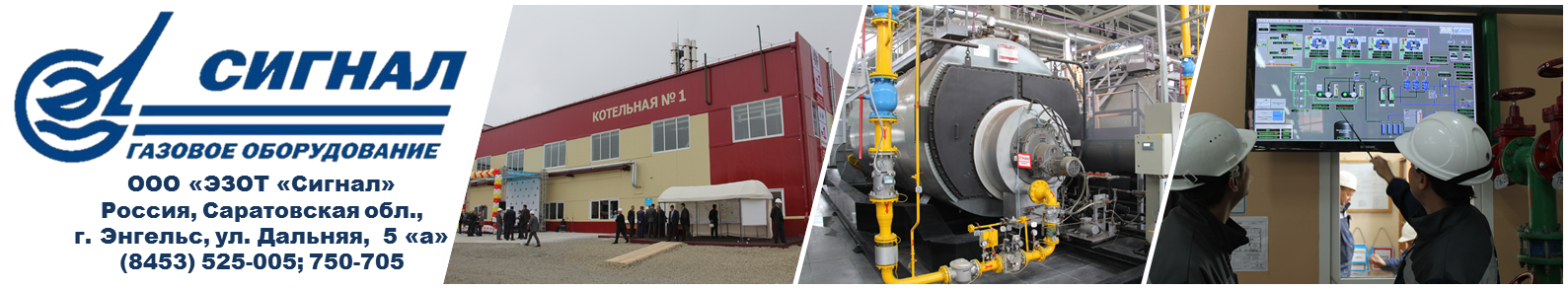 СИГНАЛ
ГАЗОВОЕ ОБОРУДОВАНИЕ
ООО «ЭЗОТ «Сигнал»
Россия, Саратовская обл.,
г. Энгельс, ул. Дальняя, 5 «а»
(8453) 525-005; 750-705
КОТЕЛЬНАЯ № 1